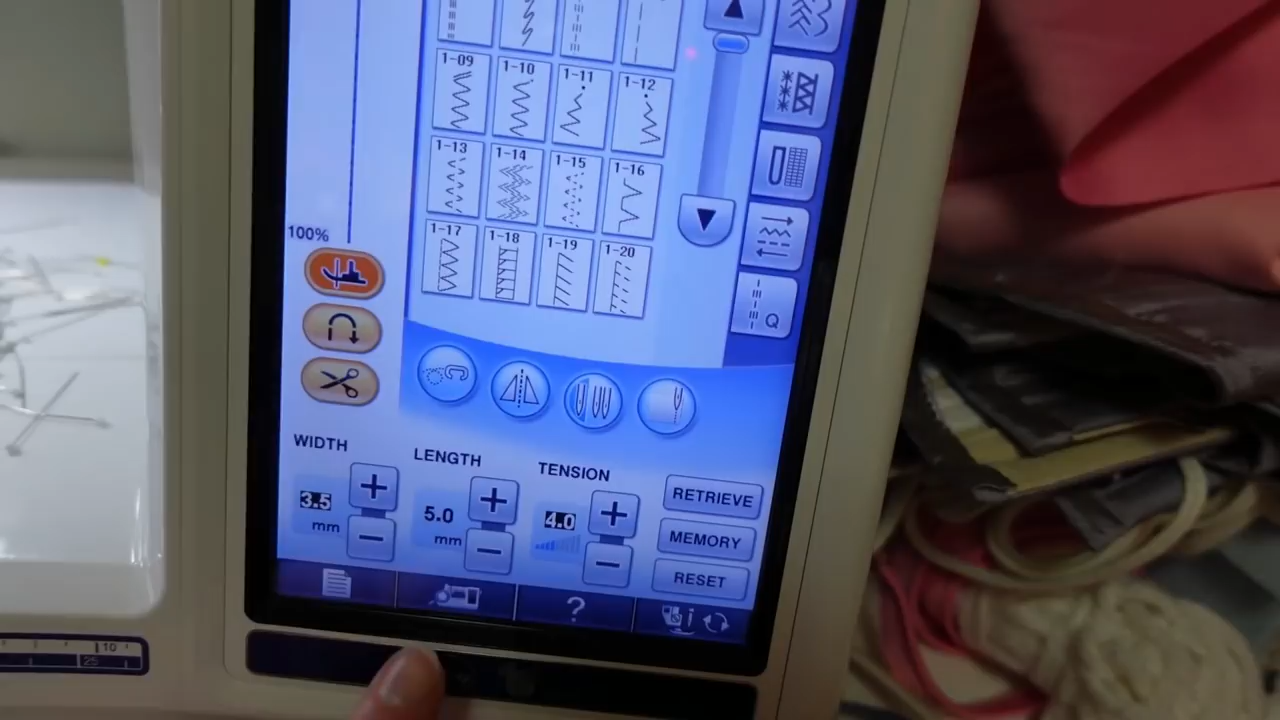 1-09 1-10 1-11 1-12
1-13 1-14 1-15 1-16
1-17 1-18 1-19 1-20
100%
Q
WIDTH LENGTH TENSION
3.5 mm
5.0 mm
4.0
RETRIEVE
MEMORY
RESET
?
10
25